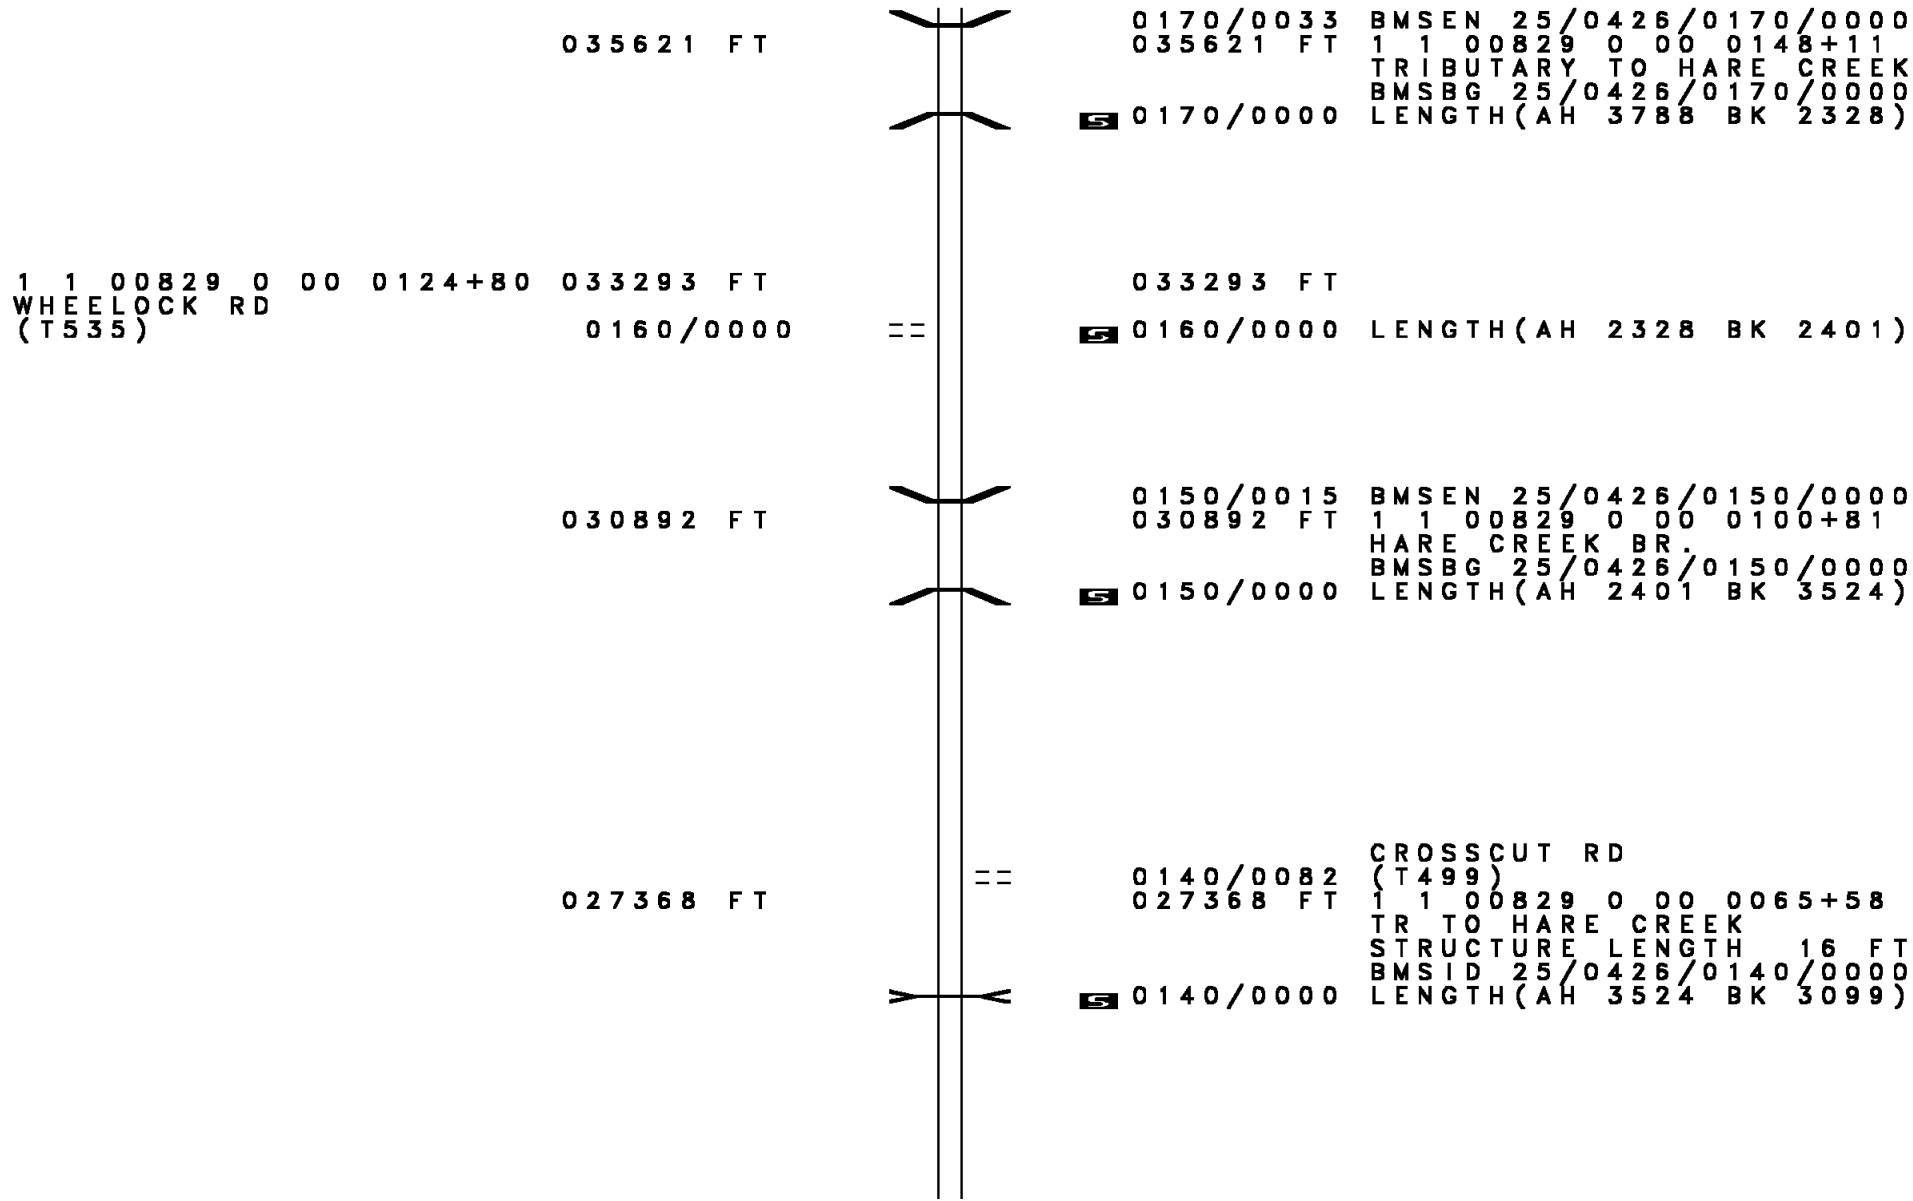 0170/0033 BMSEN 25/0426/0170/0000
035621 FT 035621 FT 1 1 00829 0 00 0148+11
TRIBUTARY TO HARE CREEK
BMSBG 25/0426/0170/0000
S 0170/0000 LENGTH(AH 3788 BK 2328)
1 1 00829 0 00 0124+80 033293 FT 033293 FT
WHEELOCK RD
(T535) 0160/0000 == S 0160/0000 LENGTH(AH 2328 BK 2401)
0150/0015 BMSEN 25/0426/0150/0000
030892 FT 030892 FT 1 1 00829 0 00 0100+81
HARE CREEK BR.
BMSBG 25/0426/0150/0000
S 0150/0000 LENGTH(AH 2401 BK 3524)
CROSSCUT RD
== 0140/0082 (T499)
027368 FT 027368 FT 1 1 00829 0 00 0065+58
TR TO HARE CREEK
STRUCTURE LENGTH 16 FT
BMSID 25/0426/0140/0000
S 0140/0000 LENGTH(AH 3524 BK 3099)